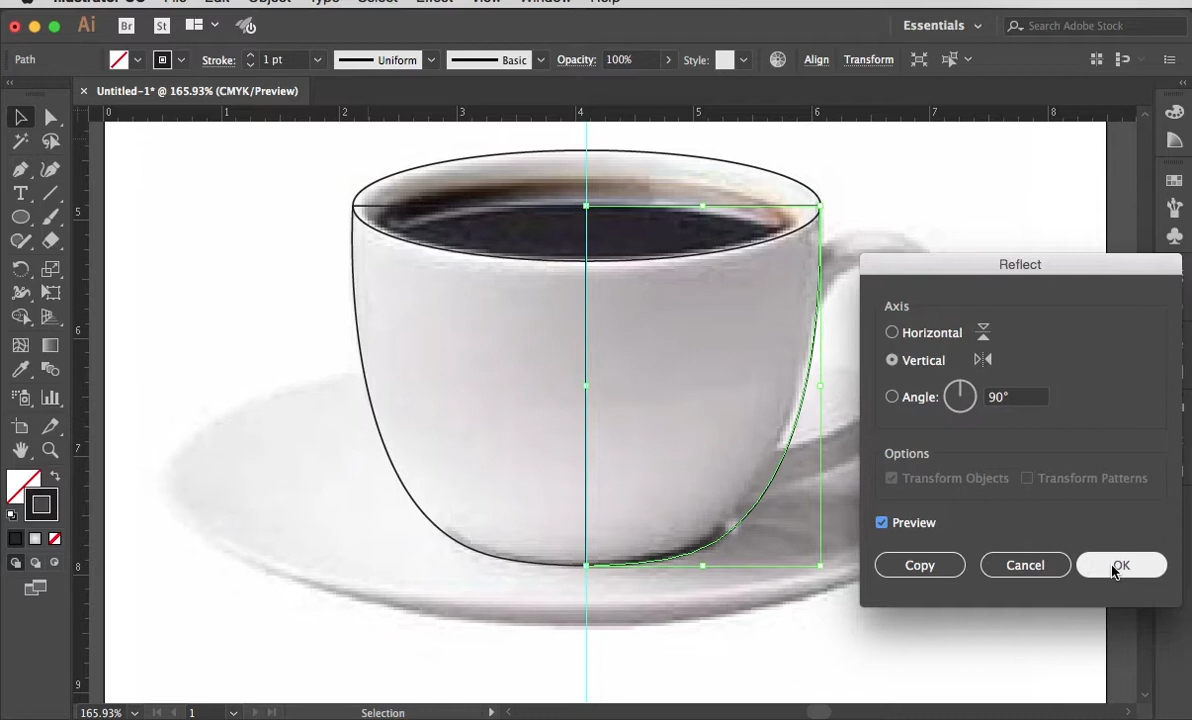 Illustrator CC File Edit Object Type Select Effect View Window Help
Ai Br St Essentials Search Adobe Stock
Path Stroke: 1 pt Uniform Basic Opacity: 100% Style: Align Transform
× Untitled-1* @ 165.93% (CMYK/Preview)
0 1 2 3 4 5 6 7 8
5
6
7
8
9
Reflect
Axis
Horizontal
Vertical
Angle: 90°
Options
Transform Objects Transform Patterns
Preview
Copy Cancel OK
165.93% 1 Selection